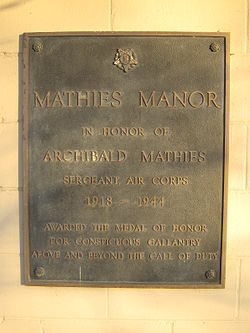 MATHIES MANOR
IN HONOR OF
ARCHIBALD MATHIES
SERGEANT AIR CORPS
1918 - 1944
AWARDED THE MEDAL OF HONOR
FOR CONSPICUOUS GALLANTRY
ABOVE AND BEYOND THE CALL OF DUTY